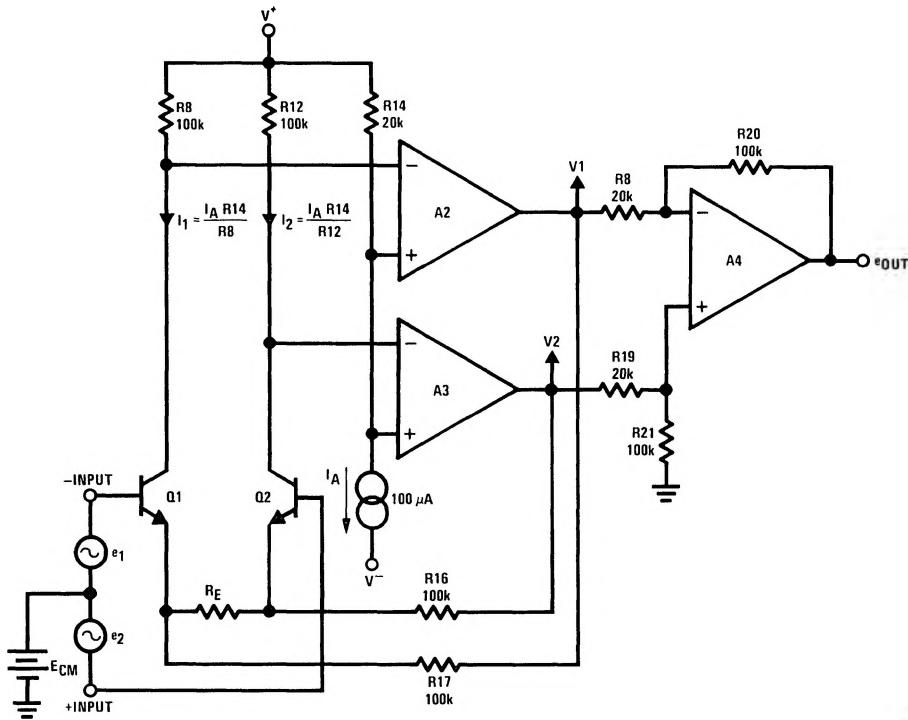 V+
R8
100k
R12
100k
R14
20k
R20
100k
V1
R8
20k
−
A2
+
−
A4
+
eOUT
I1 = IA R14 / R8
I2 = IA R14 / R12
V2
R19
20k
−
A3
+
R21
100k
−INPUT
Q1
Q2
IA
100 μA
V−
e1
RE
R16
100k
e2
ECM
R17
100k
+INPUT